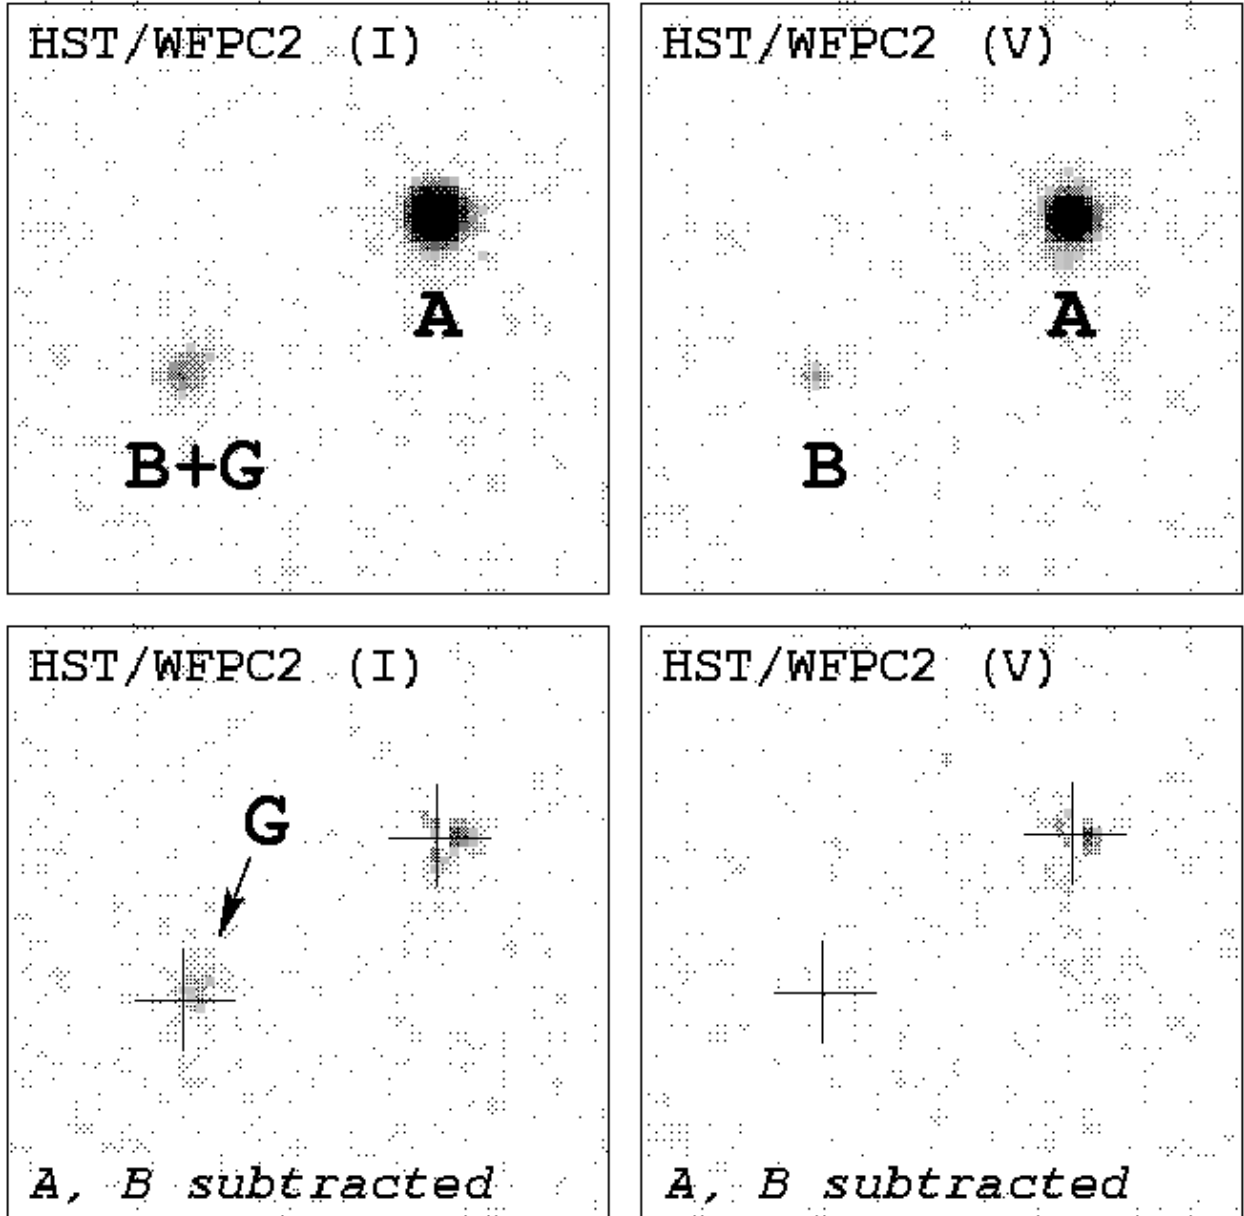 HST/WFPC2 (I)
A
B+G
HST/WFPC2 (V)
A
B
HST/WFPC2 (I)
G
A, B subtracted
HST/WFPC2 (V)
A, B subtracted